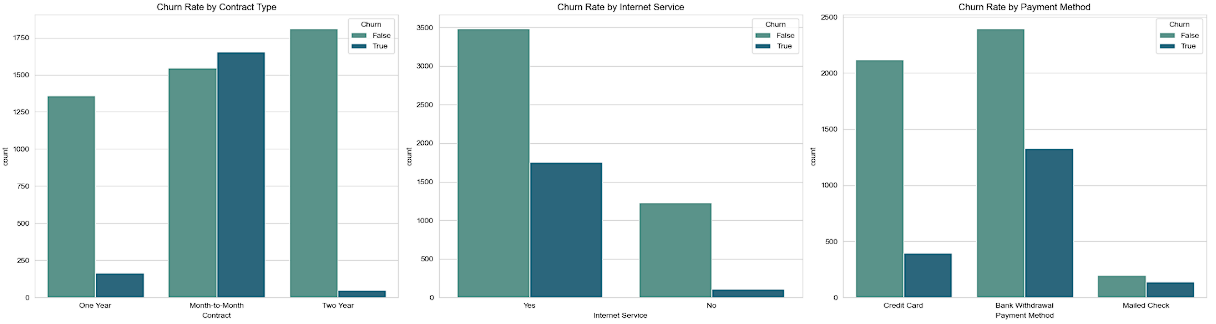 Churn Rate by Contract Type
Churn
False
True
1750
1500
1250
1000
750
500
250
0
count
One Year
Month-to-Month
Two Year
Contract
Churn Rate by Internet Service
Churn
False
True
3500
3000
2500
2000
1500
1000
500
0
count
Yes
No
Internet Service
Churn Rate by Payment Method
Churn
False
True
2500
2000
1500
1000
500
0
count
Credit Card
Bank Withdrawal
Mailed Check
Payment Method